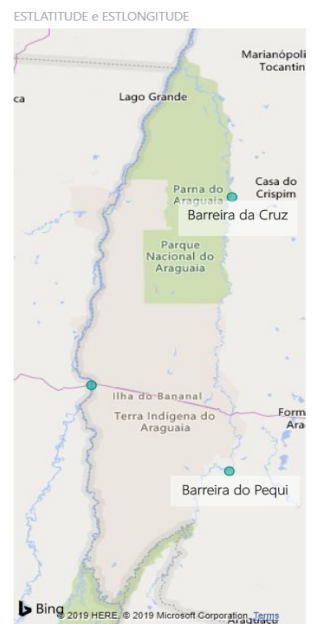 ESTLATITUDE e ESTLONGITUDE
Marianópoli
Tocantin
ca
Lago Grande
Parna do
Araguaia
Casa do
Crispim
Barreira da Cruz
Parque
Nacional do
Araguaia
Ilha do Bananal
Terra Indígena do
Araguaia
Form
Ara
Barreira do Pequi
Bing
© 2019 HERE, © 2019 Microsoft Corporation Terms
Araguaçu